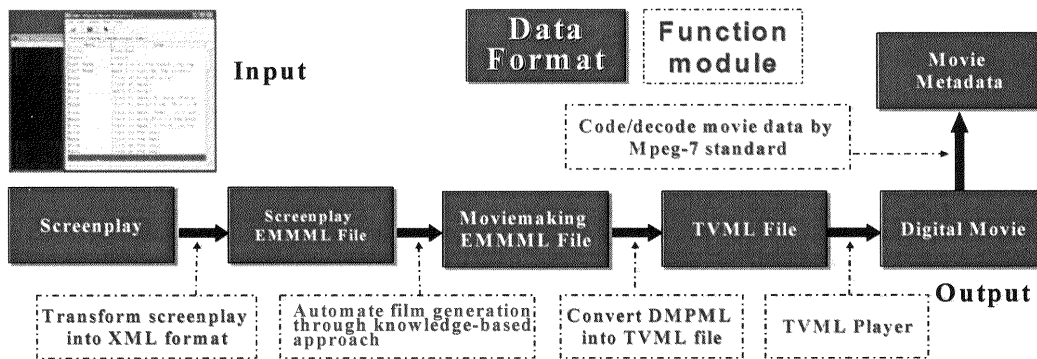 Input
Data
Format
Function
module
Movie
Metadata
Code/decode movie data by
Mpeg-7 standard
Screenplay
Screenplay
EMMML File
Moviemaking
EMMML File
TVML File
Digital Movie
Output
Transform screenplay
into XML format
Automate film generation
through knowledge-based
approach
Convert DMPML
into TVML file
TVML Player